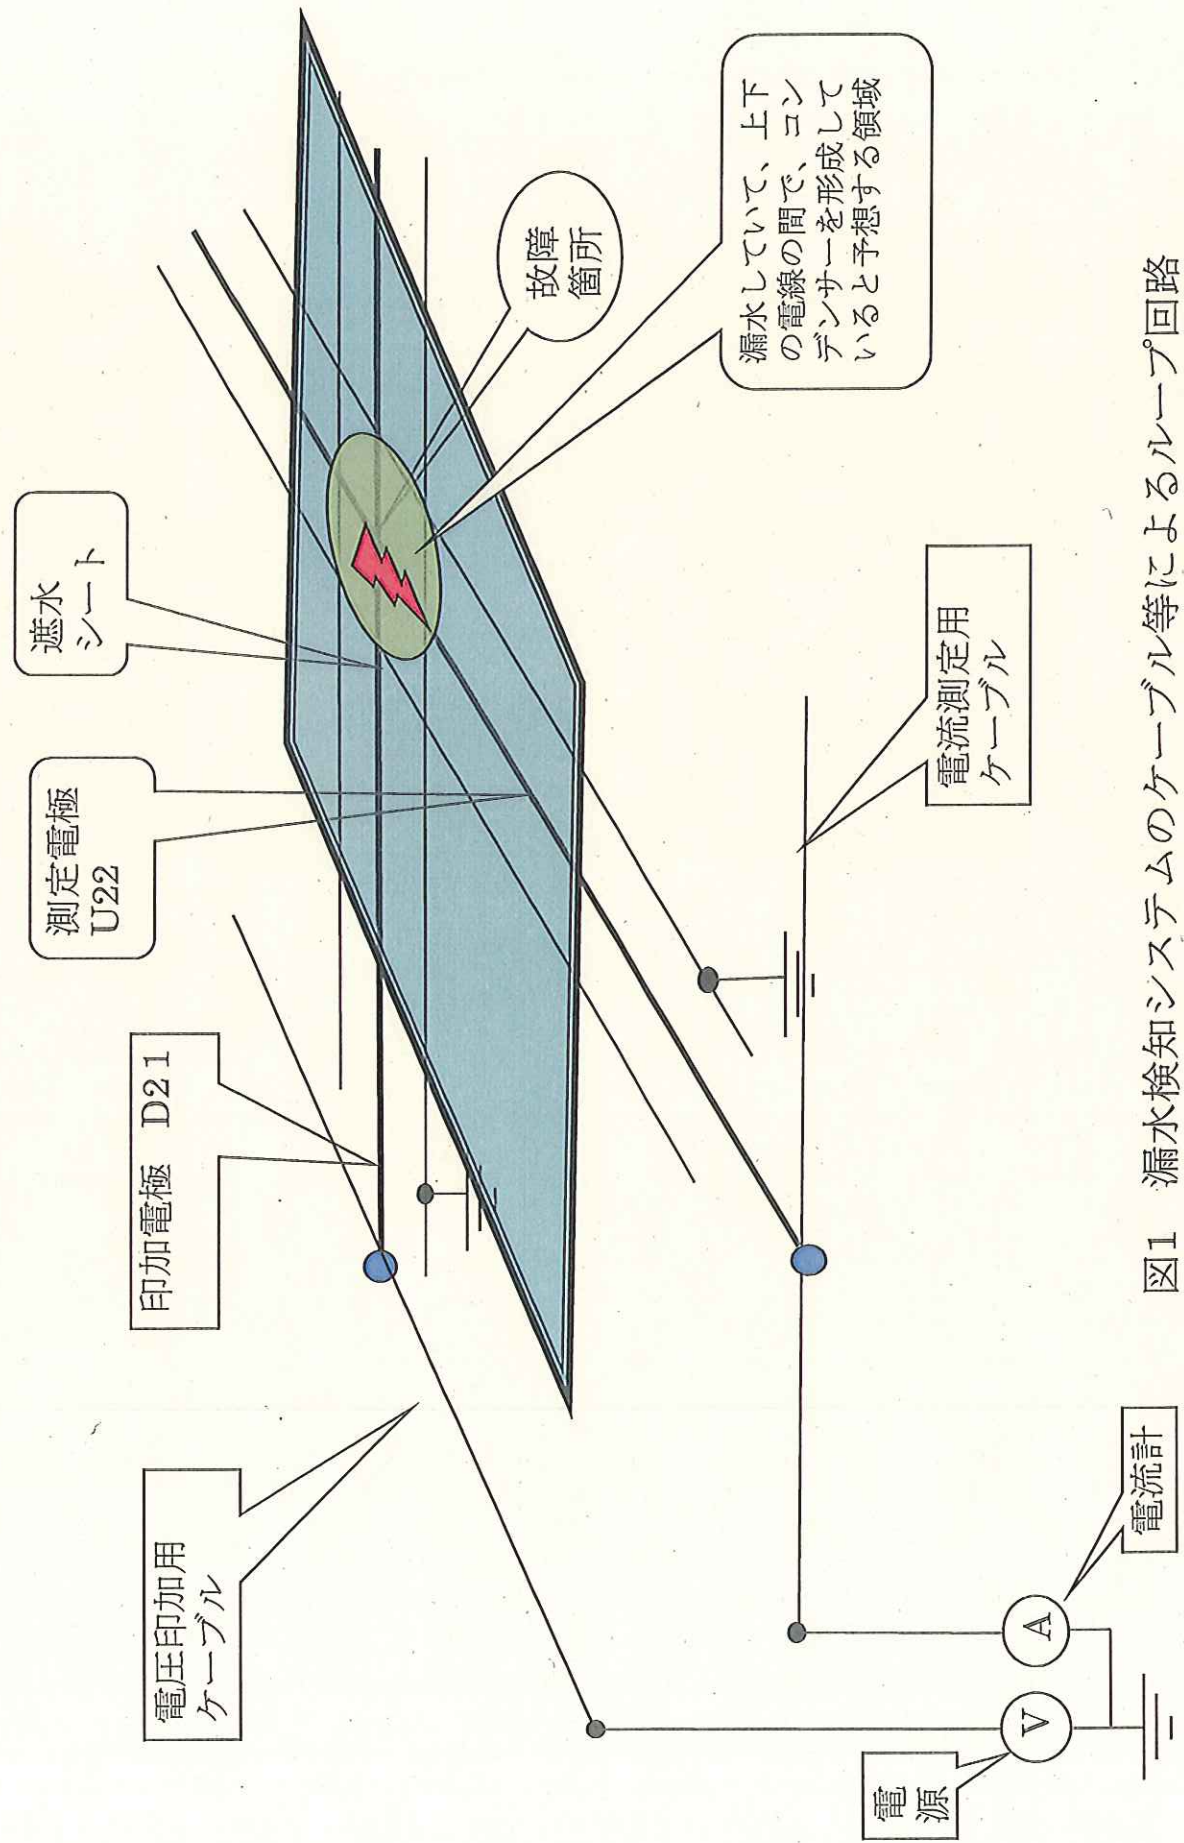 電圧印加用
ケーブル
印加電極　D２１
測定電極
U22
遮水
シート
故障
箇所
漏水していて、上下
の電線の間で、コン
デンサーを形成して
いると予想する領域
電流測定用
ケーブル
電
源
V
A
電流計
図1　漏水検知システムのケーブル等によるループ回路